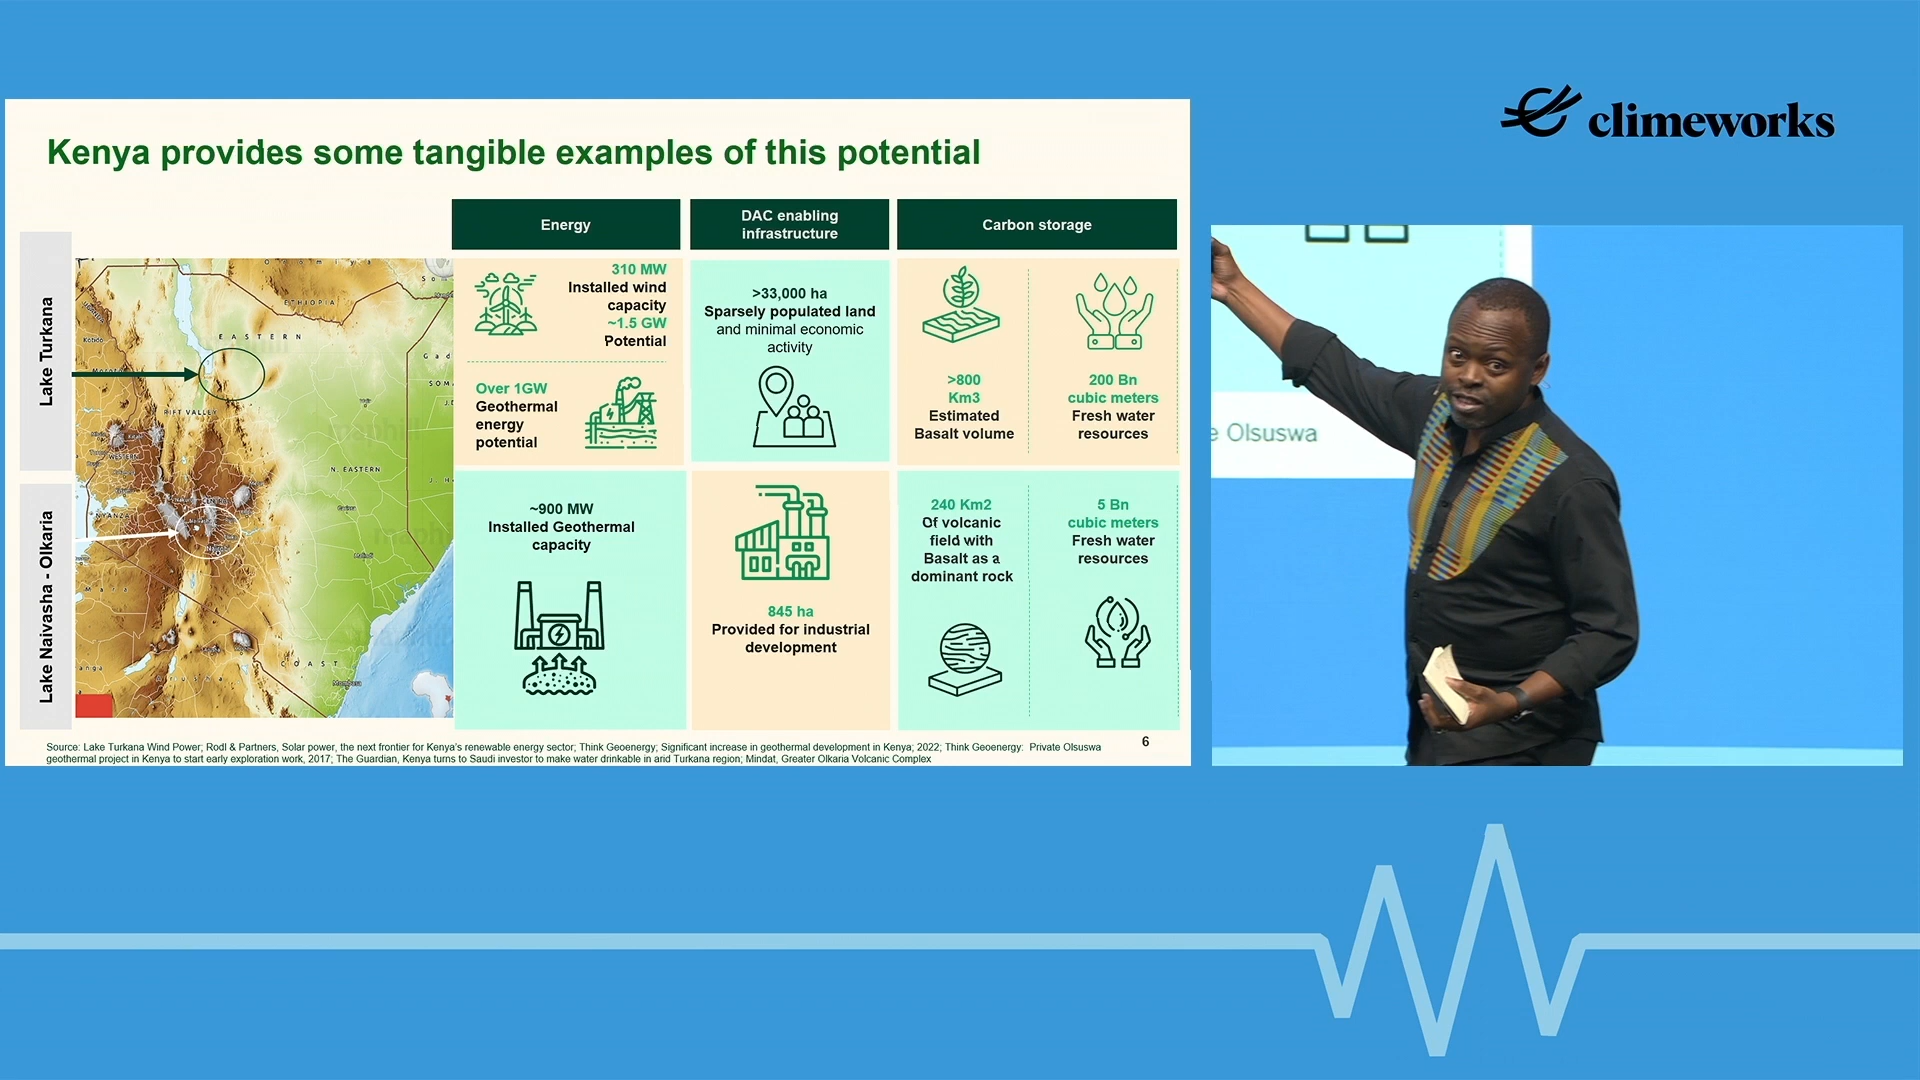 climeworks
Kenya provides some tangible examples of this potential
Energy
DAC enabling
infrastructure
Carbon storage
Lake Turkana
ETHIOPIA
EASTERN
RIFT VALLEY
N. EASTERN
310 MW
Installed wind
capacity
~1.5 GW
Potential
Over 1GW
Geothermal
energy
potential
>33,000 ha
Sparsely populated land
and minimal economic
activity
>800
Km3
Estimated
Basalt volume
200 Bn
cubic meters
Fresh water
resources
Lake Naivasha - Olkaria
COAST
~900 MW
Installed Geothermal
capacity
845 ha
Provided for industrial
development
240 Km2
Of volcanic
field with
Basalt as a
dominant rock
5 Bn
cubic meters
Fresh water
resources
Source: Lake Turkana Wind Power; Rodl & Partners, Solar power, the next frontier for Kenya's renewable energy sector; Think Geoenergy; Significant increase in geothermal development in Kenya; 2022; Think Geoenergy: Private Olsuswa
geothermal project in Kenya to start early exploration work, 2017; The Guardian, Kenya turns to Saudi investor to make water drinkable in arid Turkana region; Mindat, Greater Olkaria Volcanic Complex
6
e Olsuswa